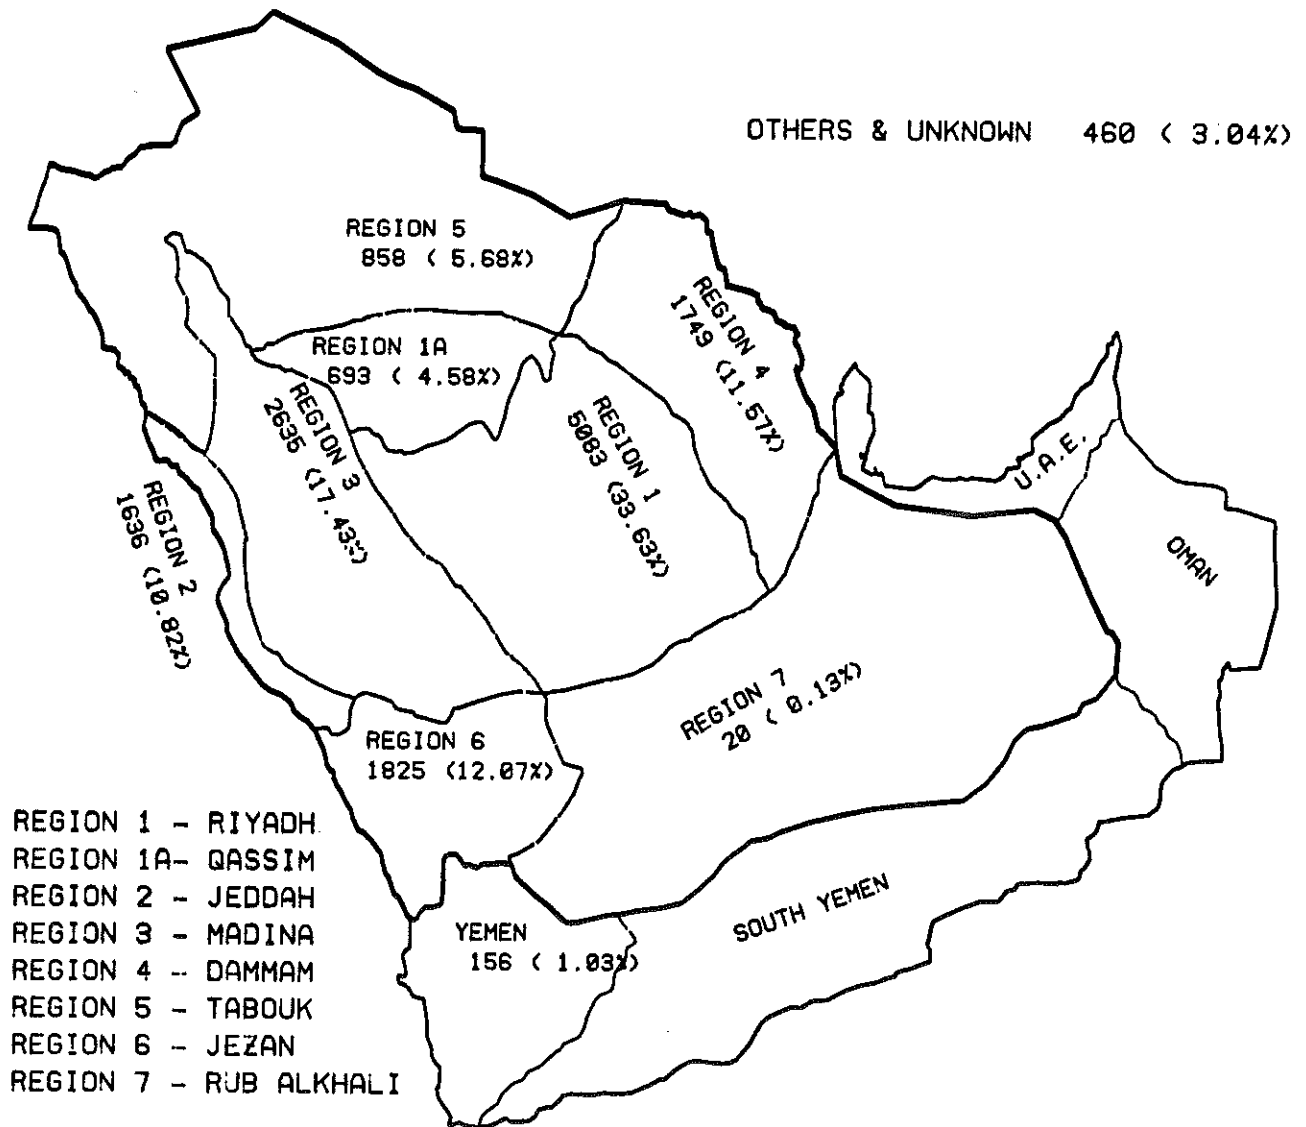 OTHERS & UNKNOWN 460 ( 3.04%)
REGION 5
858 ( 5.68%)
REGION 4
1749 (11.57%)
REGION 1A
693 ( 4.58%)
REGION 3
2635 (17.43%)
REGION 1
5083 (33.63%)
U.A.E.
OMAN
REGION 2
1636 (10.82%)
REGION 7
20 ( 0.13%)
REGION 6
1825 (12.07%)
REGION 1 - RIYADH
REGION 1A- QASSIM
REGION 2 - JEDDAH
REGION 3 - MADINA
REGION 4 - DAMMAM
REGION 5 - TABOUK
REGION 6 - JEZAN
REGION 7 - RUB ALKHALI
YEMEN
156 ( 1.03%)
SOUTH YEMEN